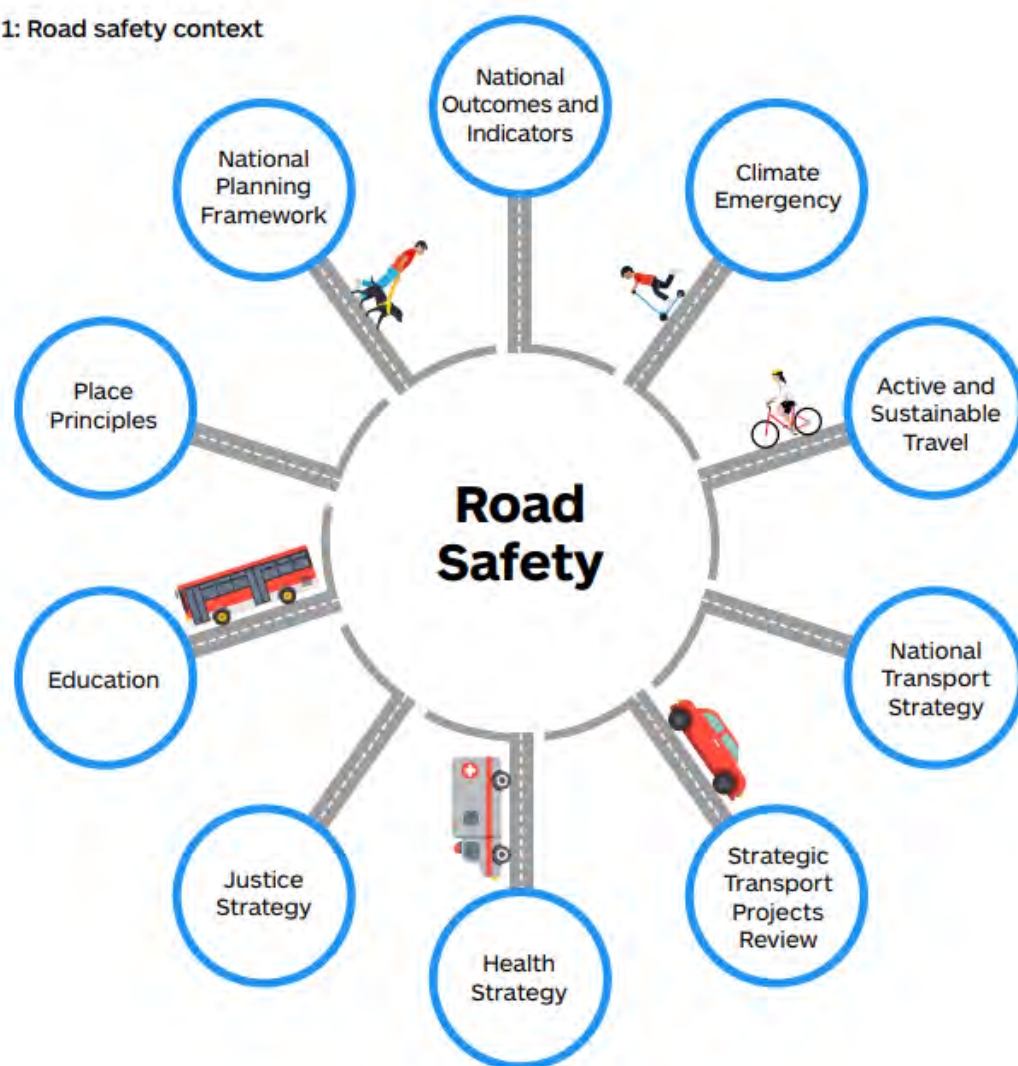 1: Road safety context
National
Outcomes and
Indicators
Climate
Emergency
Active and
Sustainable
Travel
National
Transport
Strategy
Strategic
Transport
Projects
Review
Health
Strategy
Justice
Strategy
Education
Place
Principles
National
Planning
Framework
Road
Safety